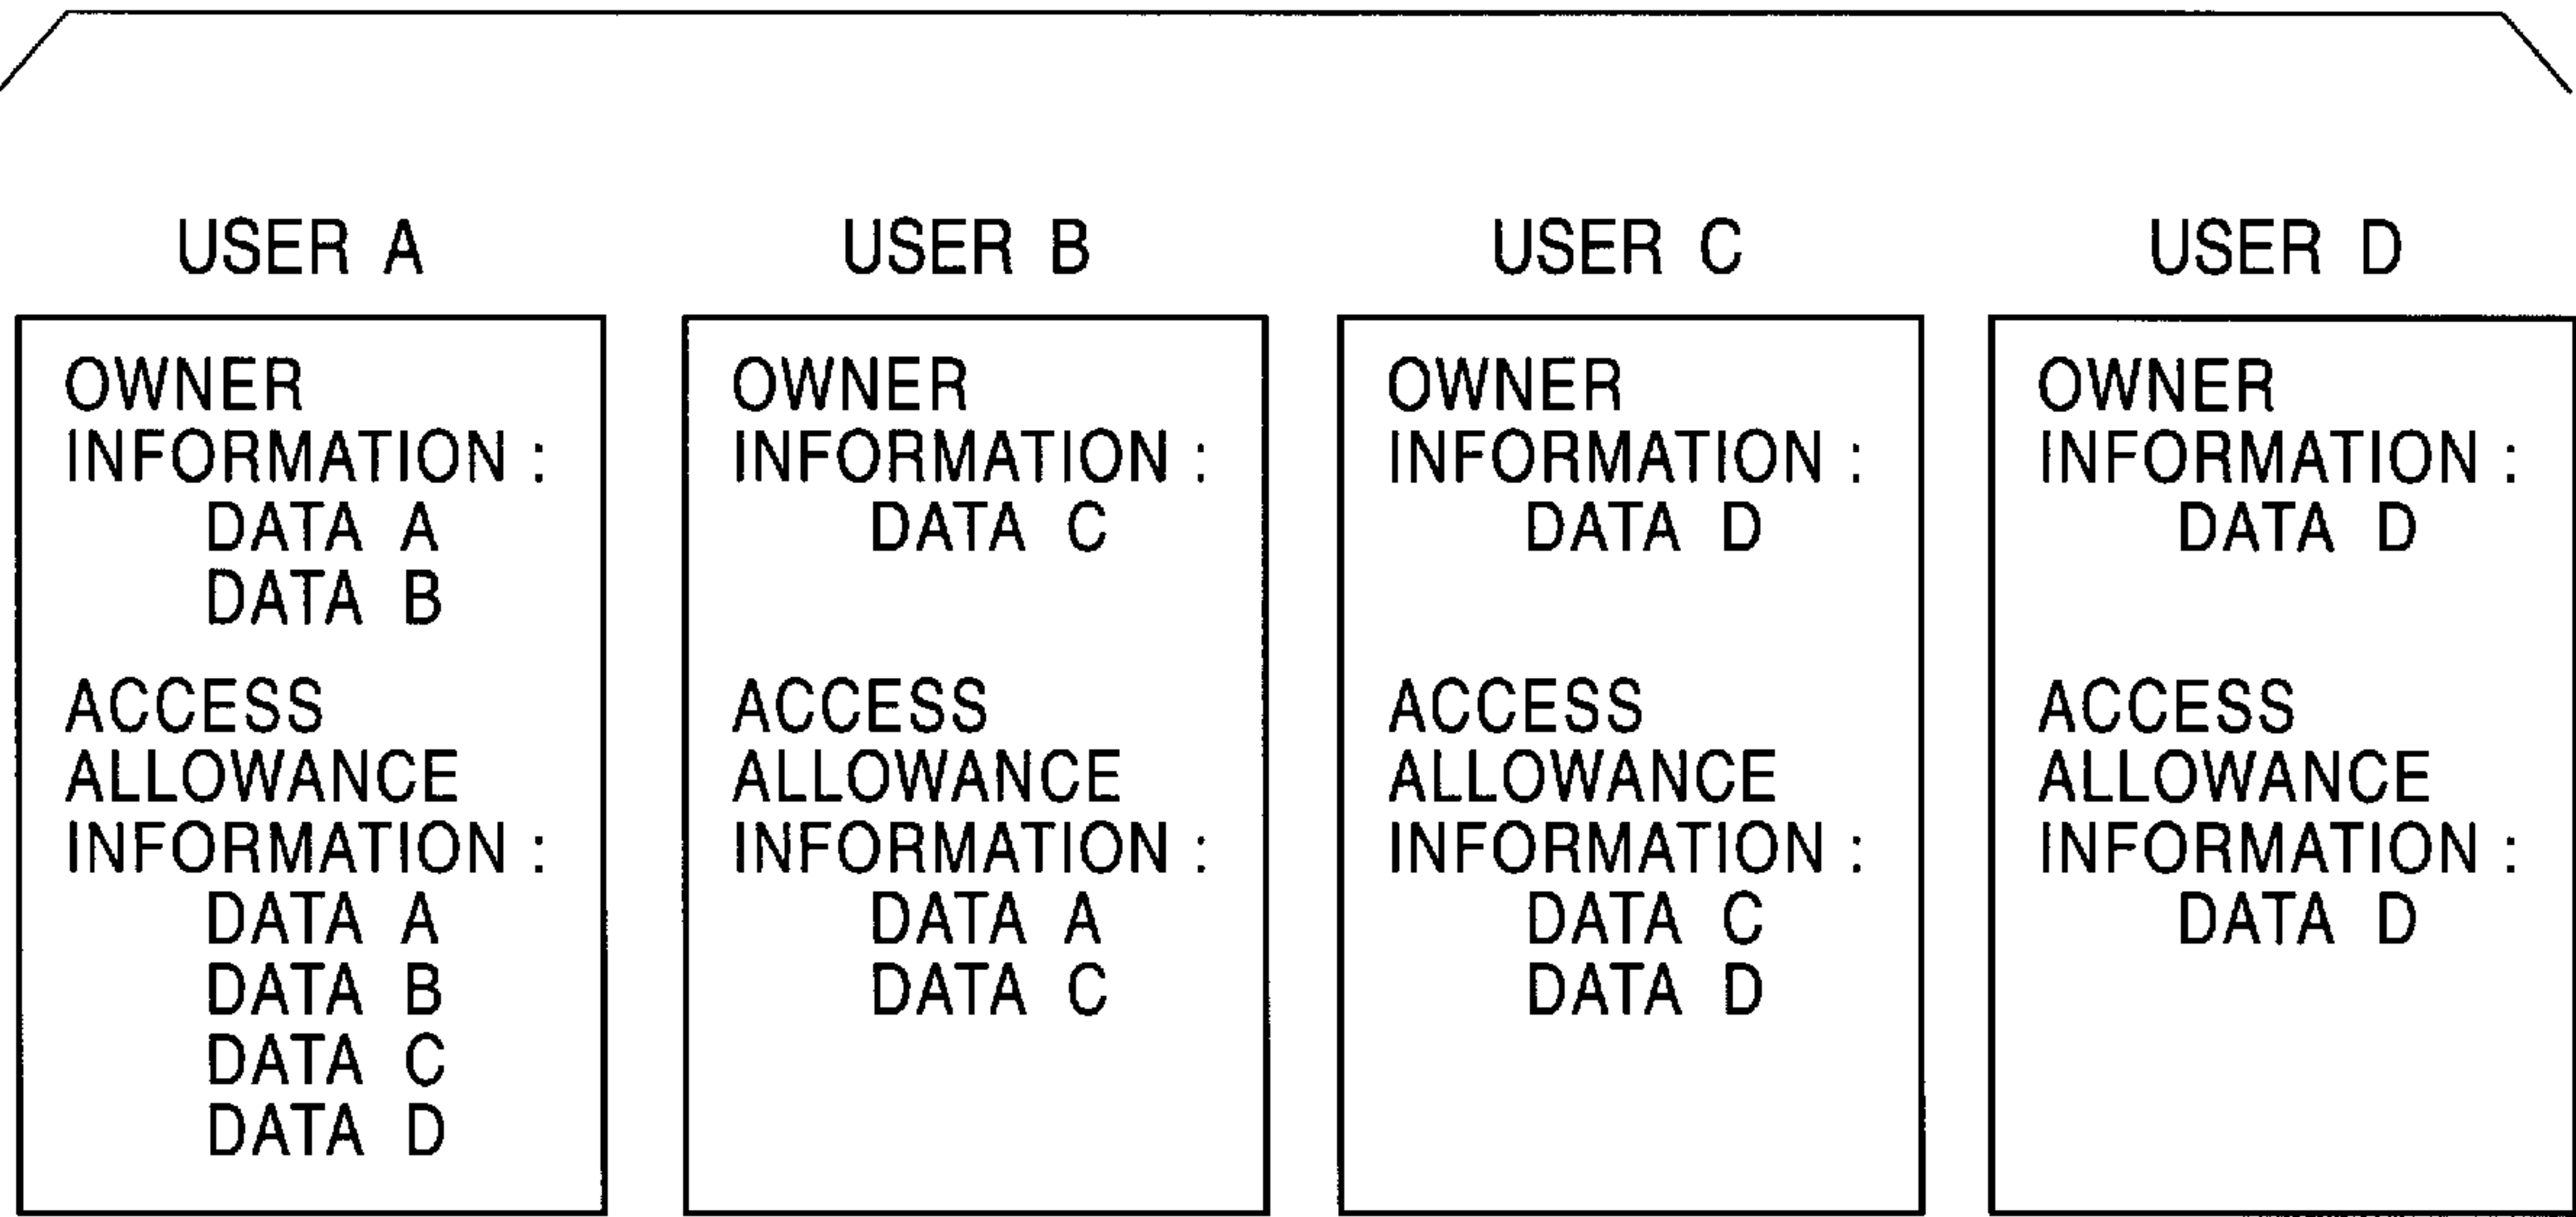 USER A
OWNER
INFORMATION :
DATA A
DATA B
ACCESS
ALLOWANCE
INFORMATION :
DATA A
DATA B
DATA C
DATA D
USER B
OWNER
INFORMATION :
DATA C
ACCESS
ALLOWANCE
INFORMATION :
DATA A
DATA C
USER C
OWNER
INFORMATION :
DATA D
ACCESS
ALLOWANCE
INFORMATION :
DATA C
DATA D
USER D
OWNER
INFORMATION :
DATA D
ACCESS
ALLOWANCE
INFORMATION :
DATA D